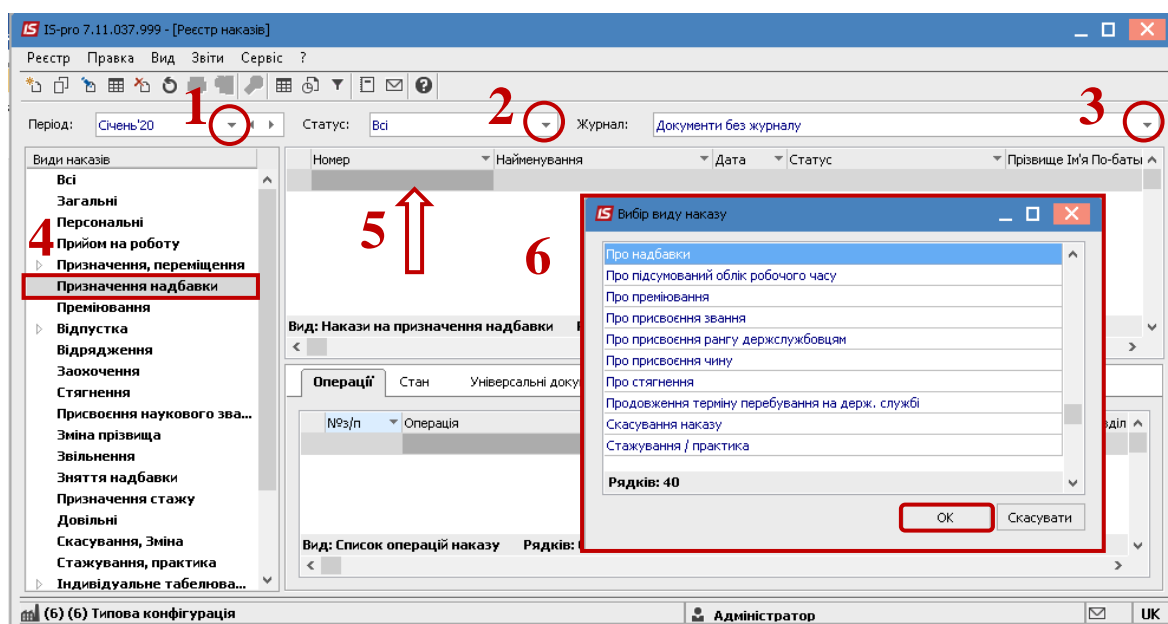 IS-pro 7.11.037.999 - [Реєстр наказів]
Реєстр Правка Вид Звіти Сервіс ?
1 2 3
Період: Січень'20 Статус: Всі Журнал: Документи без журналу
Види наказів
Всі
Загальні
Персональні
4
Прийом на роботу
Призначення, переміщення
Призначення надбавки
Преміювання
Відпустка
Відрядження
Заохочення
Стягнення
Присвоєння наукового зва...
Зміна прізвища
Звільнення
Зняття надбавки
Призначення стажу
Довільні
Скасування, Зміна
Стажування, практика
Індивідуальне табелюва...
Номер Найменування Дата Статус Прізвище Ім'я По-баты
5 6
Вид: Накази на призначення надбавки
Операції Стан Універсальні доку
№з/п Операція
Вид: Список операцій наказу Рядків:
Вибір виду наказу
Про надбавки
Про підсумований облік робочого часу
Про преміювання
Про присвоєння звання
Про присвоєння рангу держслужбовцям
Про присвоєння чину
Про стягнення
Продовження терміну перебування на держ. службі
Скасування наказу
Стажування / практика
Рядків: 40
OK Скасувати
(6) (6) Типова конфігурація Адміністратор UK